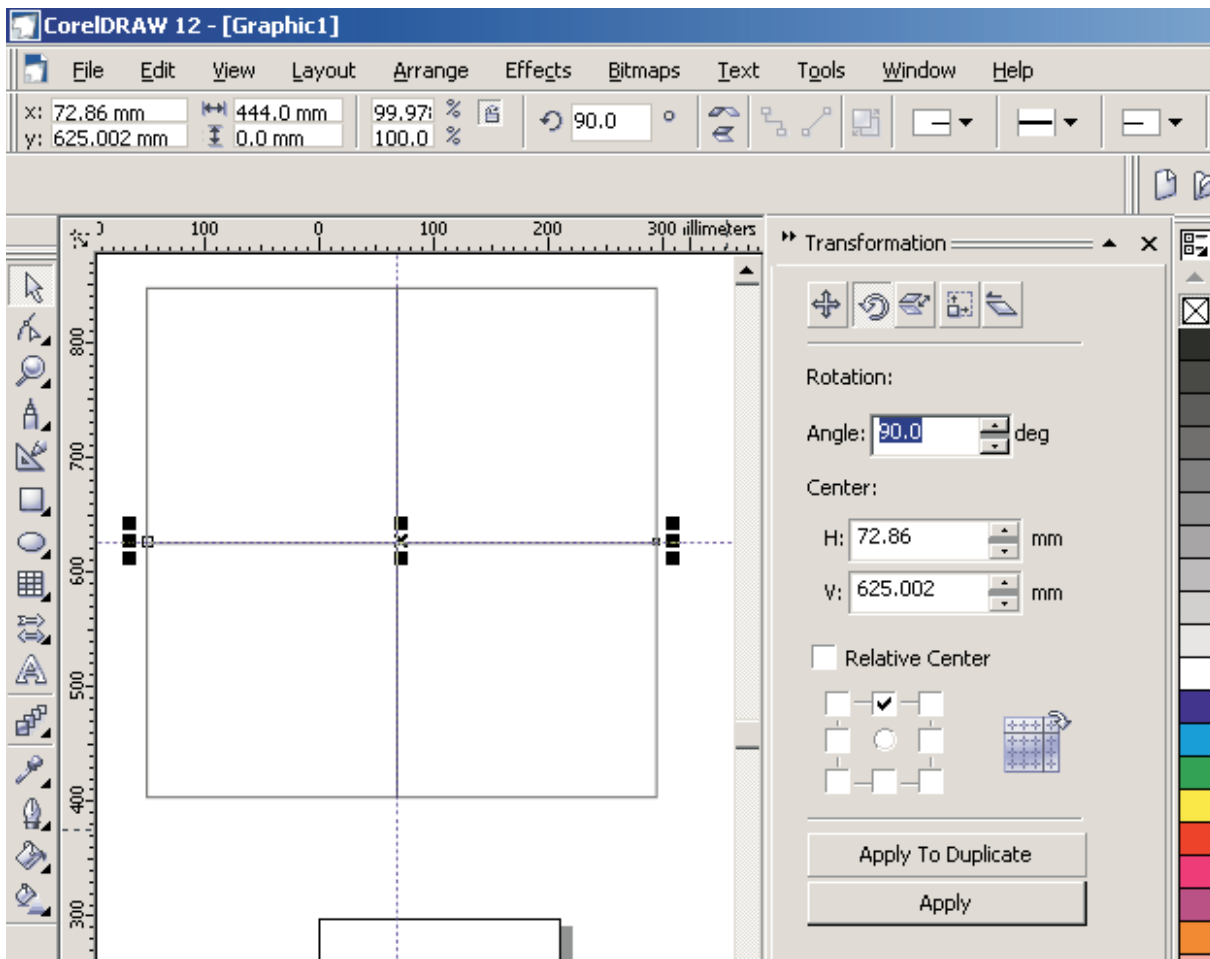 CorelDRAW 12 - [Graphic1]
File Edit View Layout Arrange Effects Bitmaps Text Tools Window Help
x: 72.86 mm 444.0 mm 99.97 % 90.0 °
y: 625.002 mm 0.0 mm 100.0 %
100 0 100 200 300 millimeters
Transformation
800
700
600
500
400
300
Rotation:
Angle: 90.0 deg
Center:
H: 72.86 mm
V: 625.002 mm
Relative Center
Apply To Duplicate
Apply